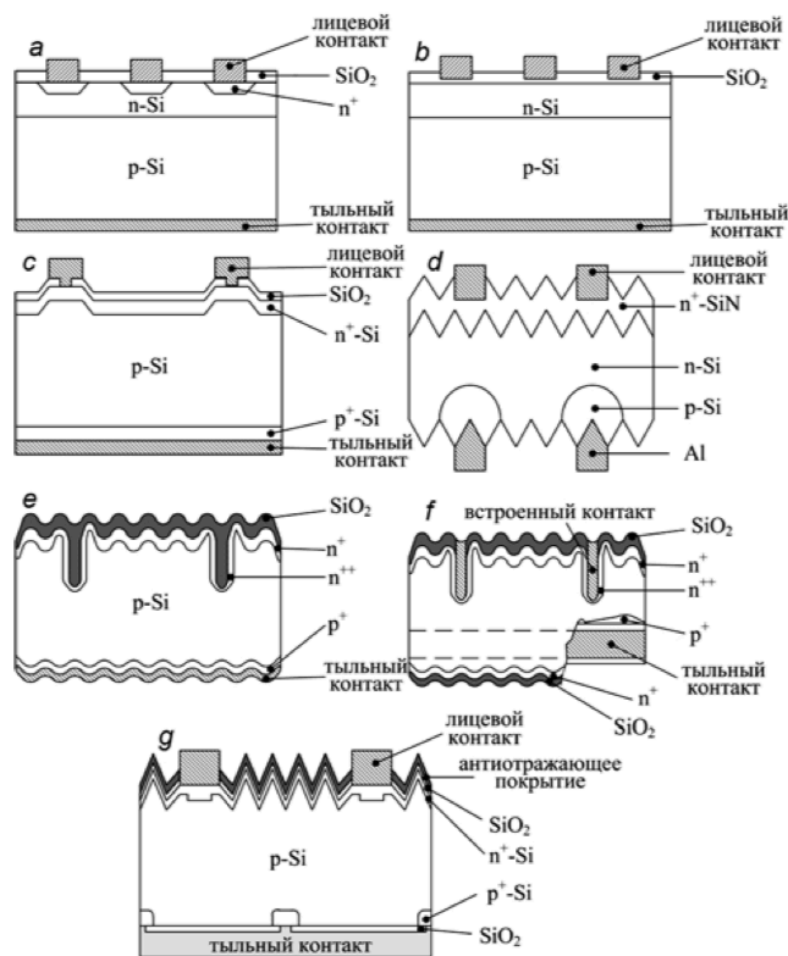 a
лицевой
контакт
SiO₂
n⁺
n-Si
p-Si
тыльный
контакт
b
лицевой
контакт
SiO₂
n-Si
p-Si
тыльный
контакт
c
лицевой
контакт
SiO₂
n⁺-Si
p-Si
p⁺-Si
тыльный
контакт
d
лицевой
контакт
n⁺-SiN
n-Si
p-Si
Al
e
SiO₂
n⁺
n⁺⁺
p-Si
p⁺
тыльный
контакт
f
встроенный контакт
SiO₂
n⁺
n⁺⁺
p⁺
тыльный
контакт
n⁺
SiO₂
g
лицевой
контакт
антиотражающее
покрытие
SiO₂
n⁺-Si
p-Si
p⁺-Si
SiO₂
тыльный контакт